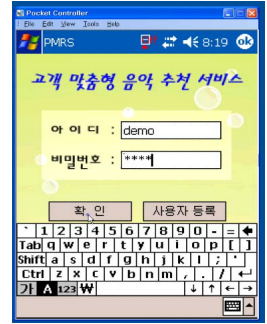 Pocket Controller
File Edit View Tools Help
PMRS 8:19 ok
고객 맞춤형 음악 추천 서비스
아 이 디 : demo
비밀번호 : ****
확 인 사용자 등록
` 1 2 3 4 5 6 7 8 9 0 - =
Tab q w e r t y u i o p [ ]
Shift a s d f g h j k l ; '
Ctrl z x c v b n m , . /
가 A 123 ₩ ↓ ↑ ← →